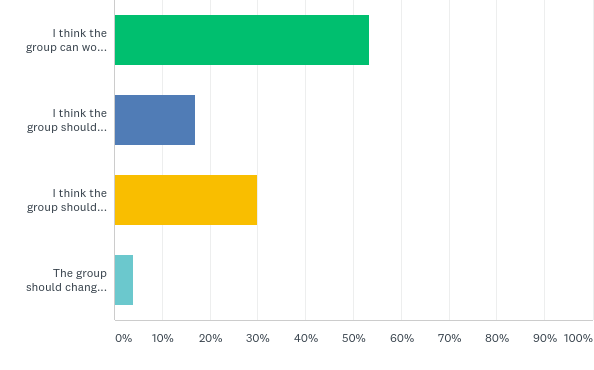 I think the
group can wo...
I think the
group should...
I think the
group should...
The group
should chang...
0% 10% 20% 30% 40% 50% 60% 70% 80% 90% 100%